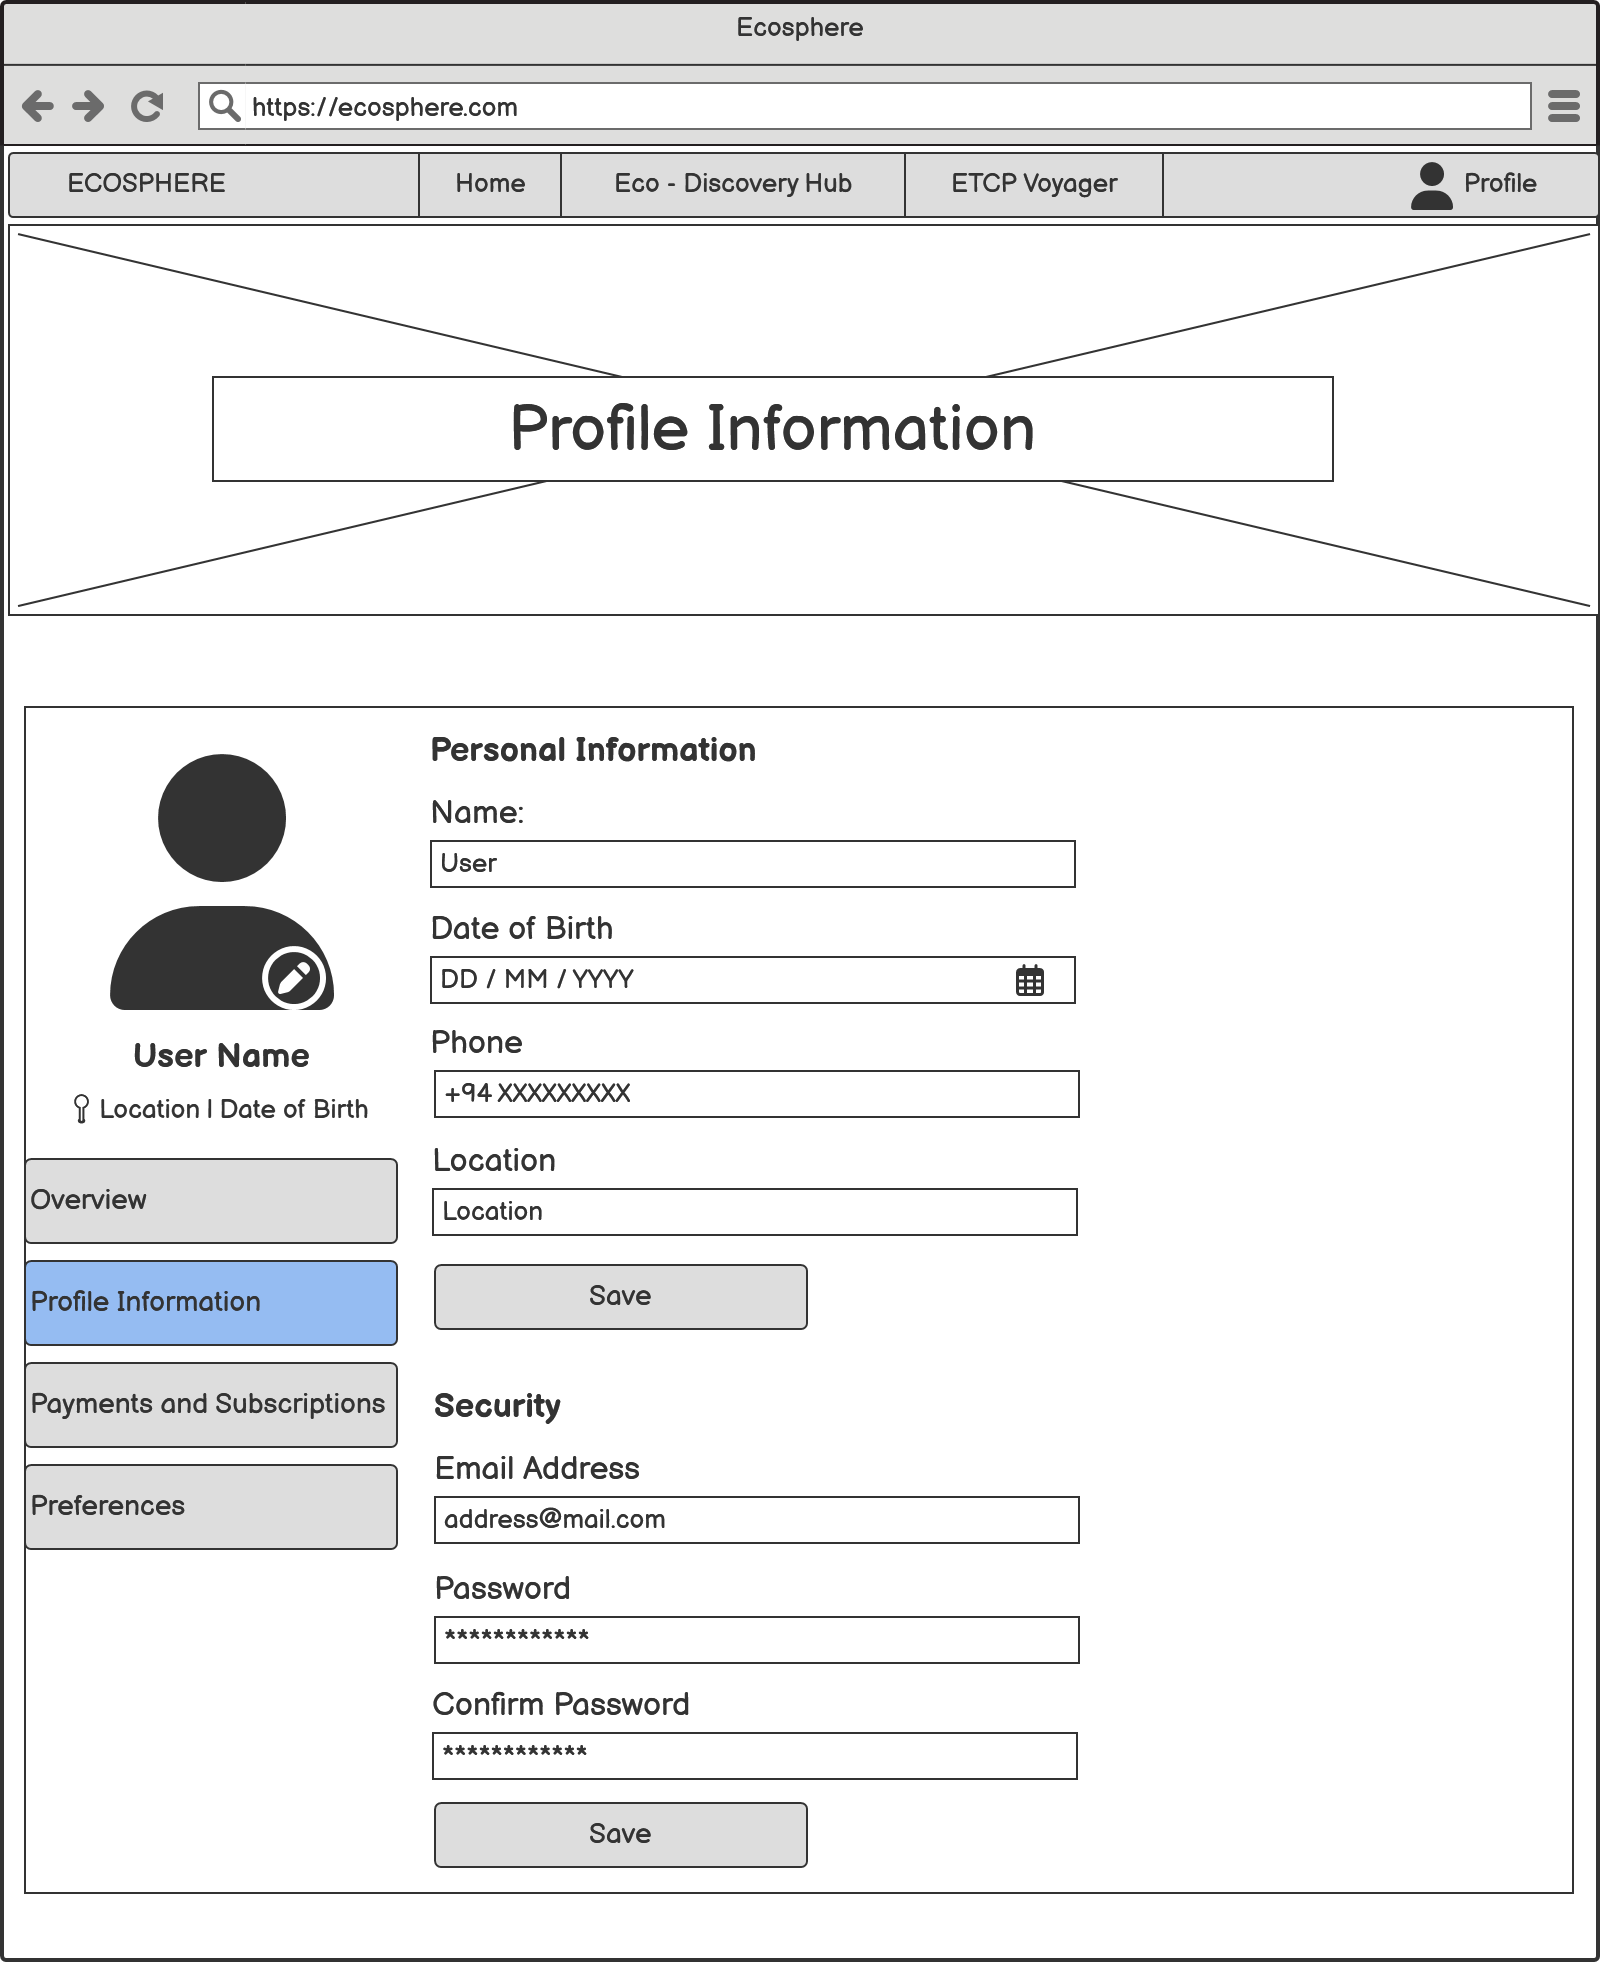 Ecosphere
https://ecosphere.com
ECOSPHERE
Home
Eco - Discovery Hub
ETCP Voyager
Profile
Profile Information
User Name
Location | Date of Birth
Overview
Profile Information
Payments and Subscriptions
Preferences
Personal Information
Name:
User
Date of Birth
DD / MM / YYYY
Phone
+94 XXXXXXXXX
Location
Location
Save
Security
Email Address
address@mail.com
Password
************
Confirm Password
************
Save